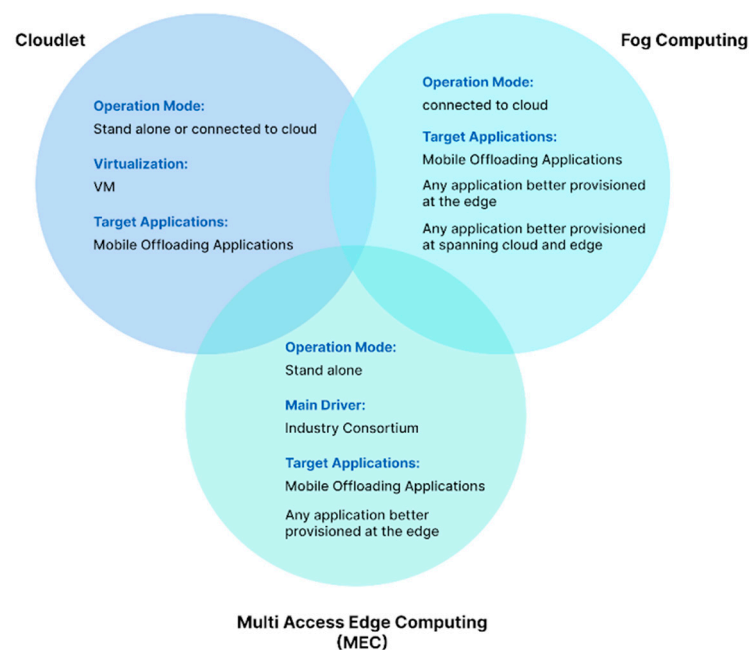 Cloudlet
Operation Mode:
Stand alone or connected to cloud
Virtualization:
VM
Target Applications:
Mobile Offloading Applications
Fog Computing
Operation Mode:
connected to cloud
Target Applications:
Mobile Offloading Applications
Any application better provisioned
at the edge
Any application better provisioned
at spanning cloud and edge
Operation Mode:
Stand alone
Main Driver:
Industry Consortium
Target Applications:
Mobile Offloading Applications
Any application better
provisioned at the edge
Multi Access Edge Computing
(MEC)